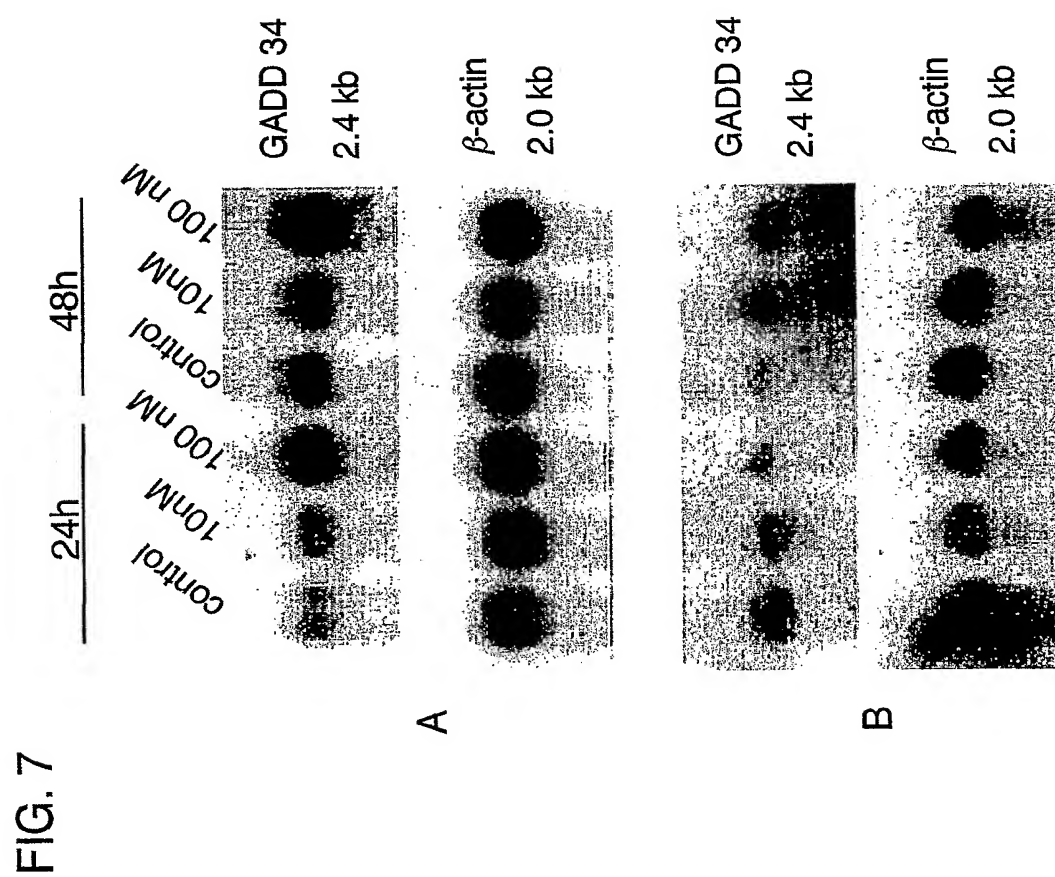 FIG. 7
24h
48h
control
10nM
100 nM
control
10nM
100 nM
A
GADD 34
2.4 kb
β-actin
2.0 kb
B
GADD 34
2.4 kb
β-actin
2.0 kb